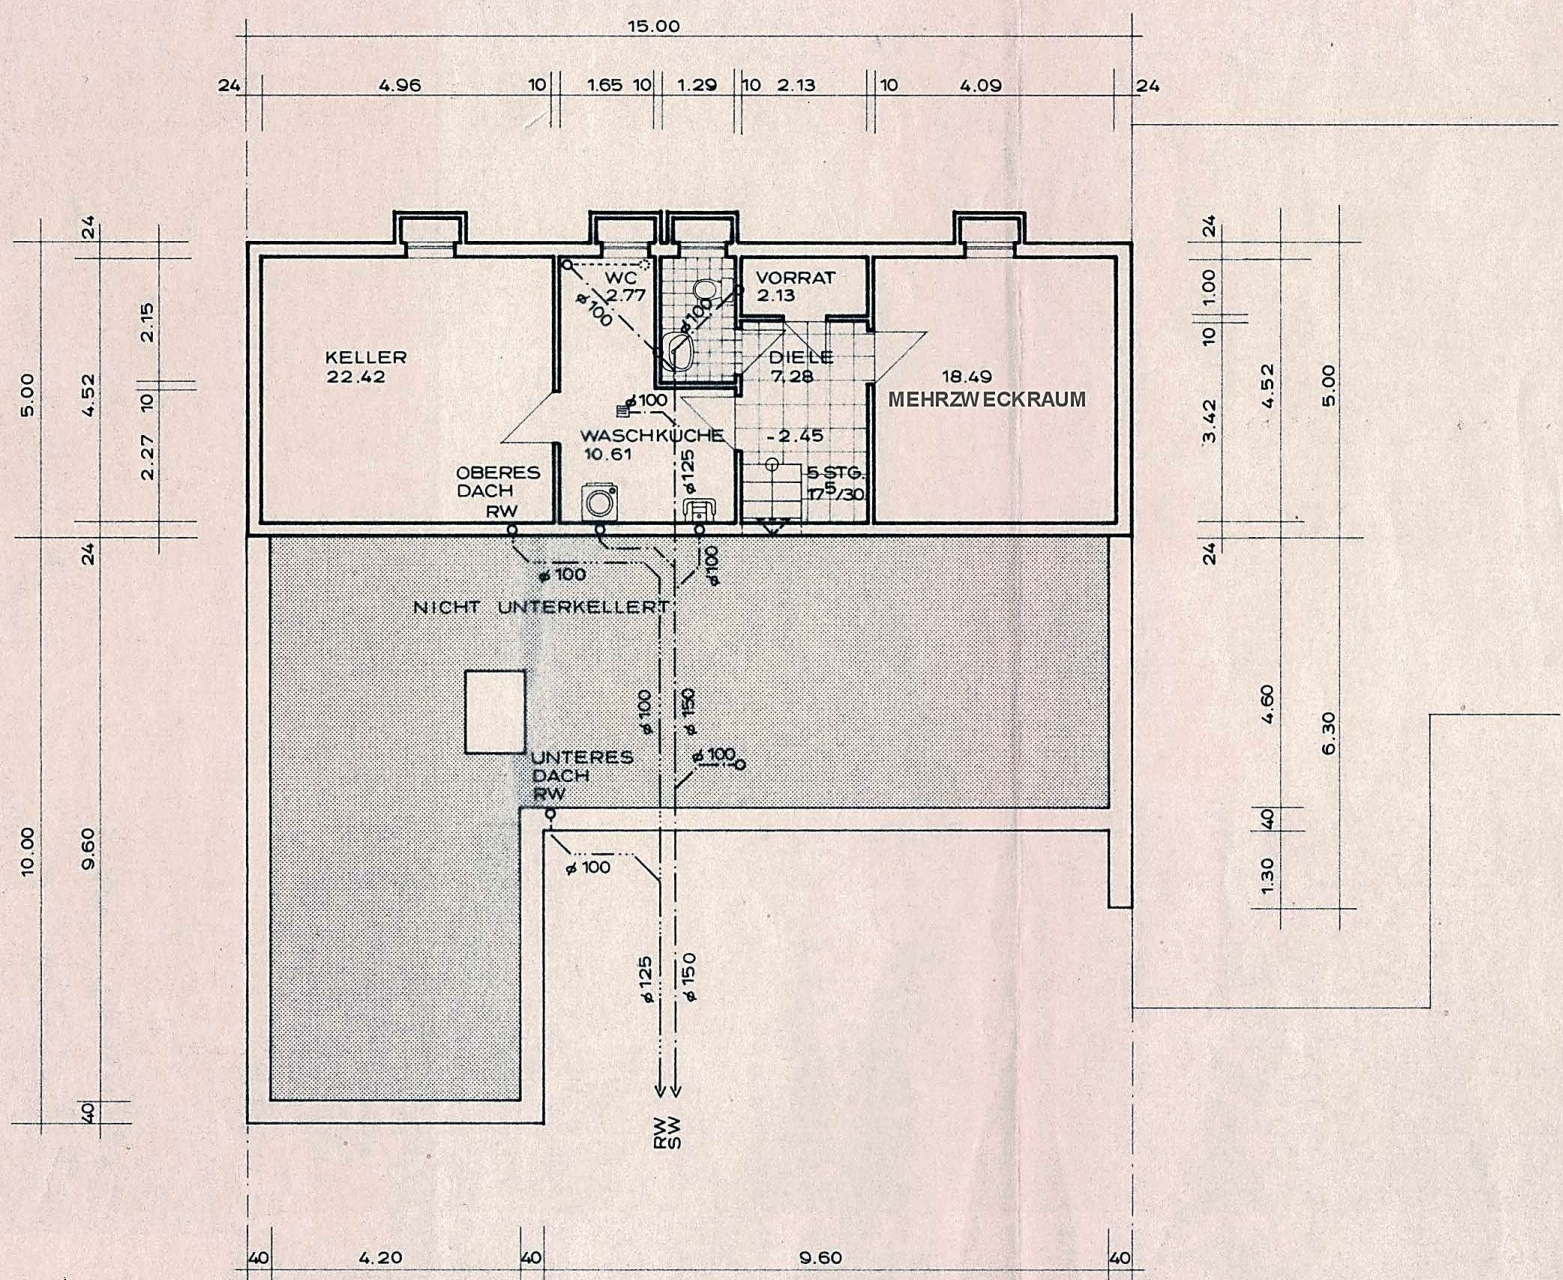 15.00
24 4.96 10 1.65 10 1.29 10 2.13 10 4.09 24
24
5.00
4.52
2.15
10
2.27
24
10.00
9.60
40
24
1.00
10
3.42
24
4.52
5.00
4.60
6.30
40
1.30
WC
2.77
ø100
ø100
VORRAT
2.13
KELLER
22.42
DIELE
7.28
18.49
MEHRZWECKRAUM
ø100
WASCHKÜCHE
10.61
-2.45
ø125
OBERES
DACH
RW
5 STG.
17⁵/30
ø100
ø100
NICHT UNTERKELLERT
ø100
ø150
UNTERES
DACH
RW
ø100
ø100
ø125
ø150
RW
SW
40 4.20 40 9.60 40